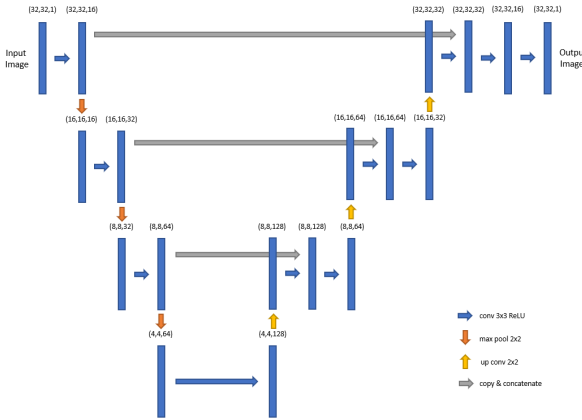 (32,32,1) (32,32,16) (32,32,32) (32,32,32) (32,32,16) (32,32,1)
Input
Image
Output
Image
(16,16,16) (16,16,32) (16,16,64) (16,16,64) (16,16,32)
(8,8,32) (8,8,64) (8,8,128) (8,8,128) (8,8,64)
(4,4,64) (4,4,128)
conv 3x3 ReLU
max pool 2x2
up conv 2x2
copy & concatenate